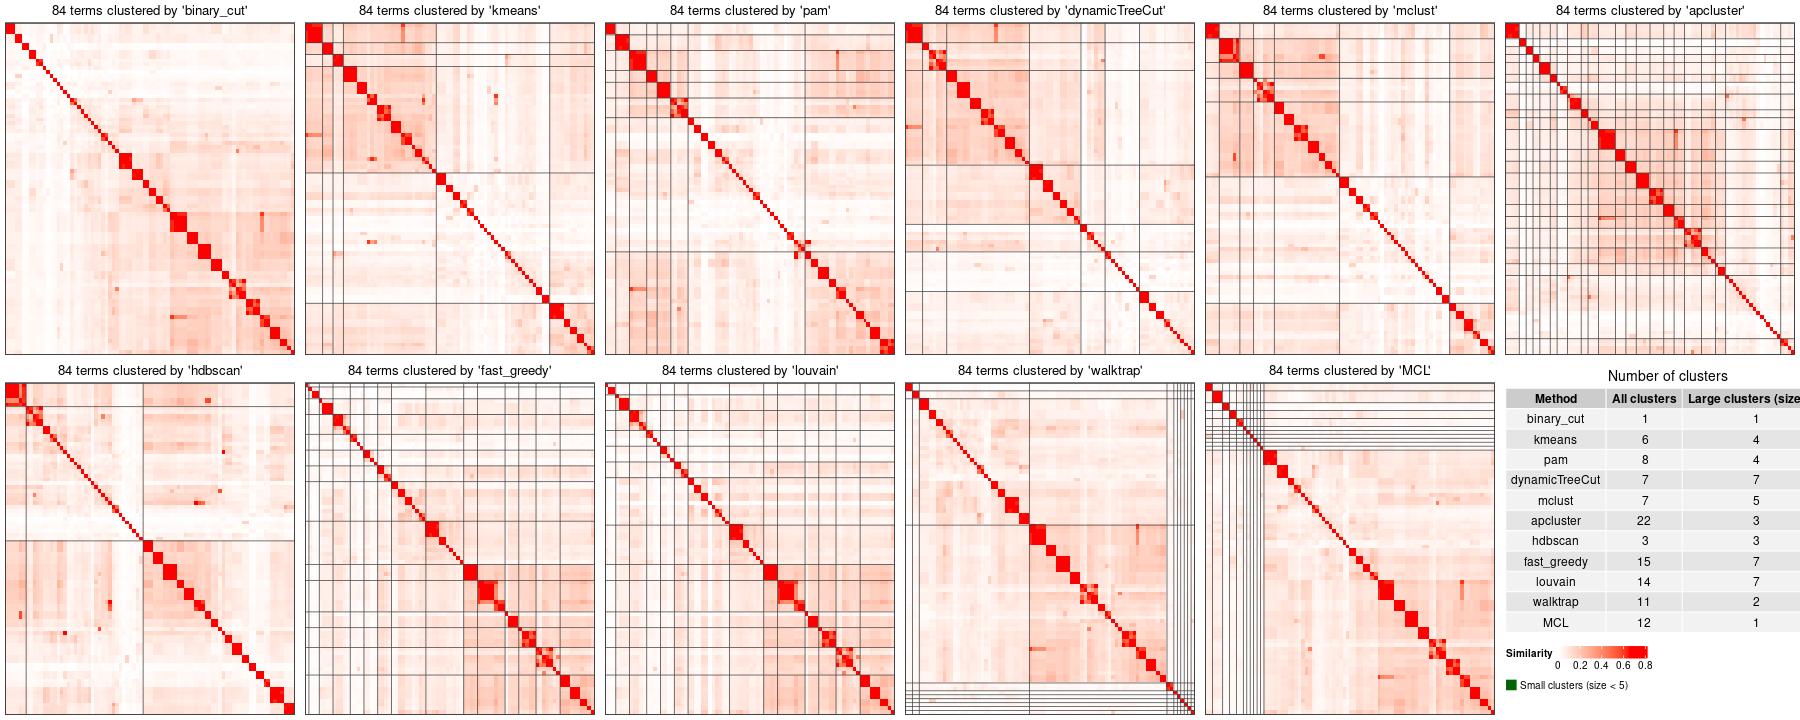 84 terms clustered by 'binary_cut'
84 terms clustered by 'kmeans'
84 terms clustered by 'pam'
84 terms clustered by 'dynamicTreeCut'
84 terms clustered by 'mclust'
84 terms clustered by 'apcluster'
84 terms clustered by 'hdbscan'
84 terms clustered by 'fast_greedy'
84 terms clustered by 'louvain'
84 terms clustered by 'walktrap'
84 terms clustered by 'MCL'
Number of clusters
Method All clusters Large clusters (size
binary_cut 1 1
kmeans 6 4
pam 8 4
dynamicTreeCut 7 7
mclust 7 5
apcluster 22 3
hdbscan 3 3
fast_greedy 15 7
louvain 14 7
walktrap 11 2
MCL 12 1
Similarity
0 0.2 0.4 0.6 0.8
Small clusters (size < 5)